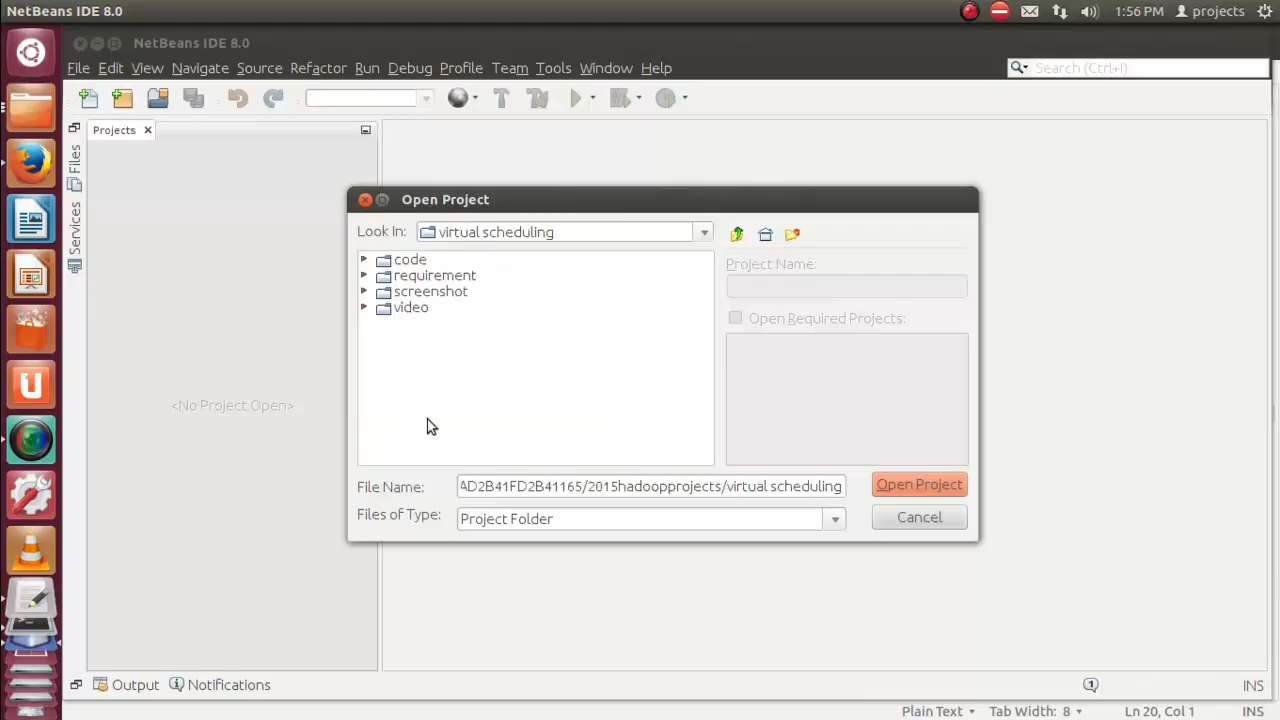 NetBeans IDE 8.0
1:56 PM projects
NetBeans IDE 8.0
File Edit View Navigate Source Refactor Run Debug Profile Team Tools Window Help
Search (Ctrl+I)
Projects
Files
Services
<No Project Open>
Open Project
Look In: virtual scheduling
code
requirement
screenshot
video
Project Name:
Open Required Projects:
File Name: AD2B41FD2B41165/2015hadoopprojects/virtual scheduling
Open Project
Files of Type: Project Folder
Cancel
Output Notifications
1
INS
Plain Text Tab Width: 8 Ln 20, Col 1 INS